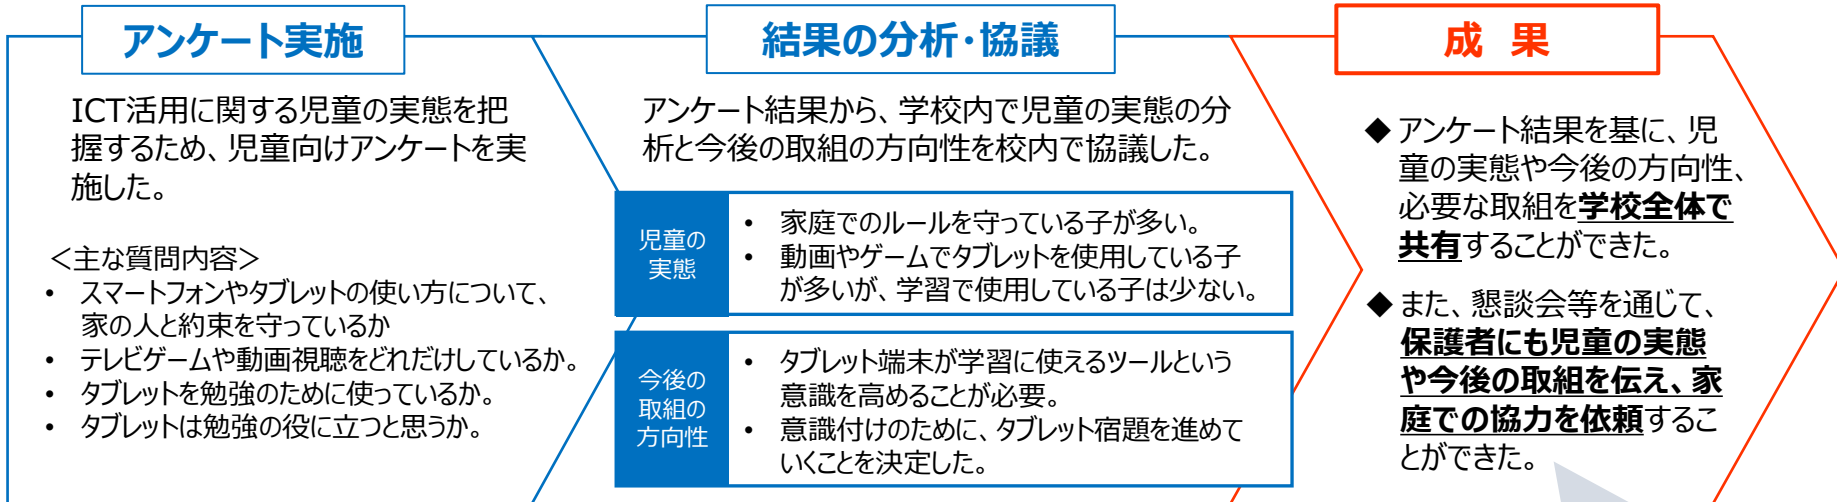 アンケート実施
ICT活用に関する児童の実態を把
握するため、児童向けアンケートを実
施した。
＜主な質問内容＞
• スマートフォンやタブレットの使い方について、
家の人と約束を守っているか
• テレビゲームや動画視聴をどれだけしているか。
• タブレットを勉強のために使っているか。
• タブレットは勉強の役に立つと思うか。
結果の分析・協議
アンケート結果から、学校内で児童の実態の分
析と今後の取組の方向性を校内で協議した。
児童の
実態
• 家庭でのルールを守っている子が多い。
• 動画やゲームでタブレットを使用している子
が多いが、学習で使用している子は少ない。
今後の
取組の
方向性
• タブレット端末が学習に使えるツールという
意識を高めることが必要。
• 意識付けのために、タブレット宿題を進めて
いくことを決定した。
成 果
◆ アンケート結果を基に、児
童の実態や今後の方向性、
必要な取組を学校全体で
共有することができた。
◆ また、懇談会等を通じて、
保護者にも児童の実態
や今後の取組を伝え、家
庭での協力を依頼するこ
とができた。